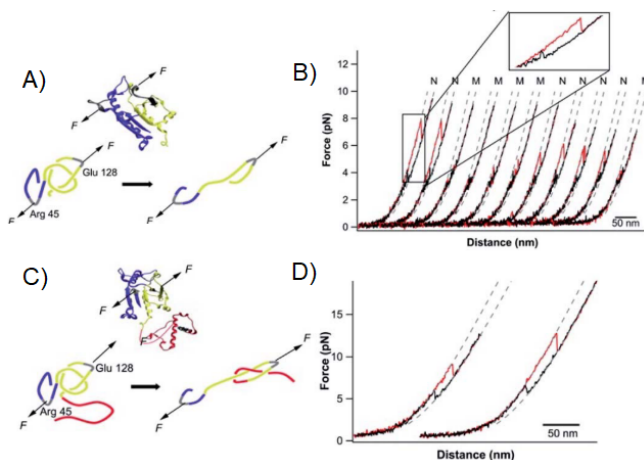 A)
F
F
F
Glu 128
Arg 45
F
B)
Force (pN)
12
10
8
6
4
2
0
N N M M M M N N N N M
50 nm
Distance (nm)
C)
F
F
F
F
Glu 128
Arg 45
F
D)
Force (pN)
15
10
5
0
50 nm
Distance (nm)